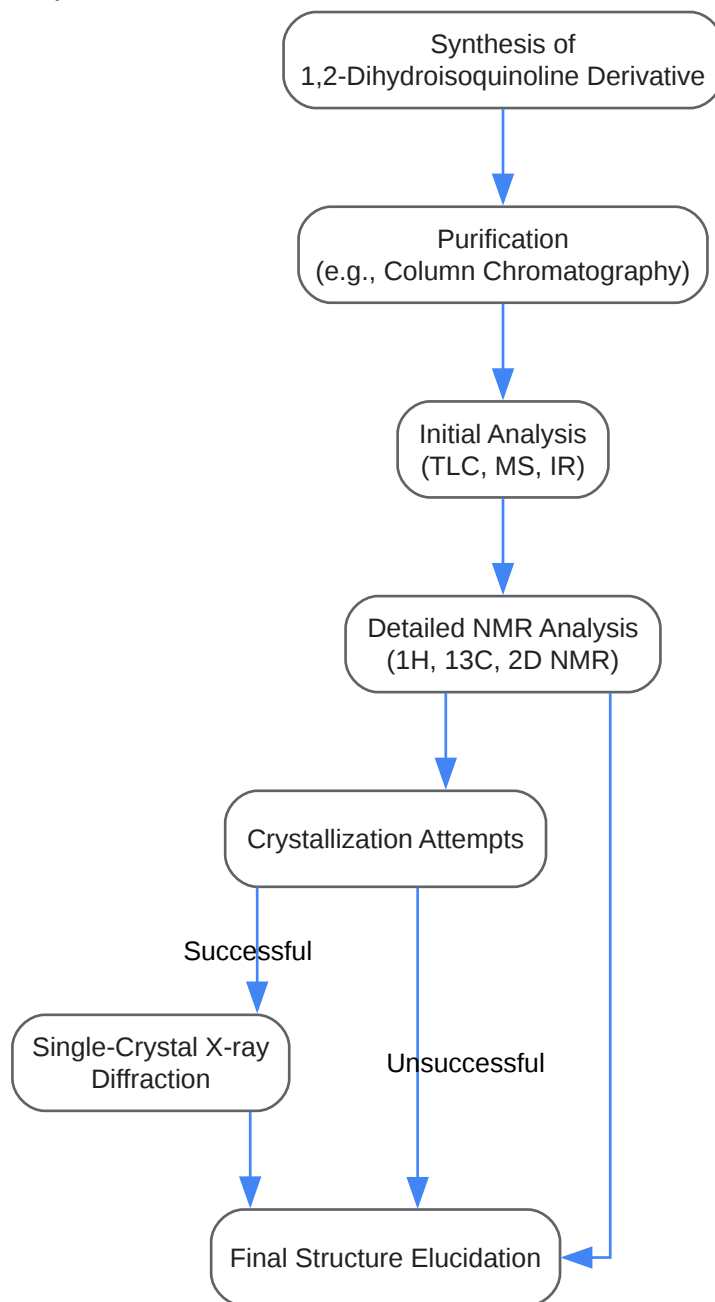 Synthesis of
1,2-Dihydroisoquinoline Derivative
Purification
(e.g., Column Chromatography)
Initial Analysis
(TLC, MS, IR)
Detailed NMR Analysis
(1H, 13C, 2D NMR)
Crystallization Attempts
Successful
Single-Crystal X-ray
Diffraction
Unsuccessful
Final Structure Elucidation